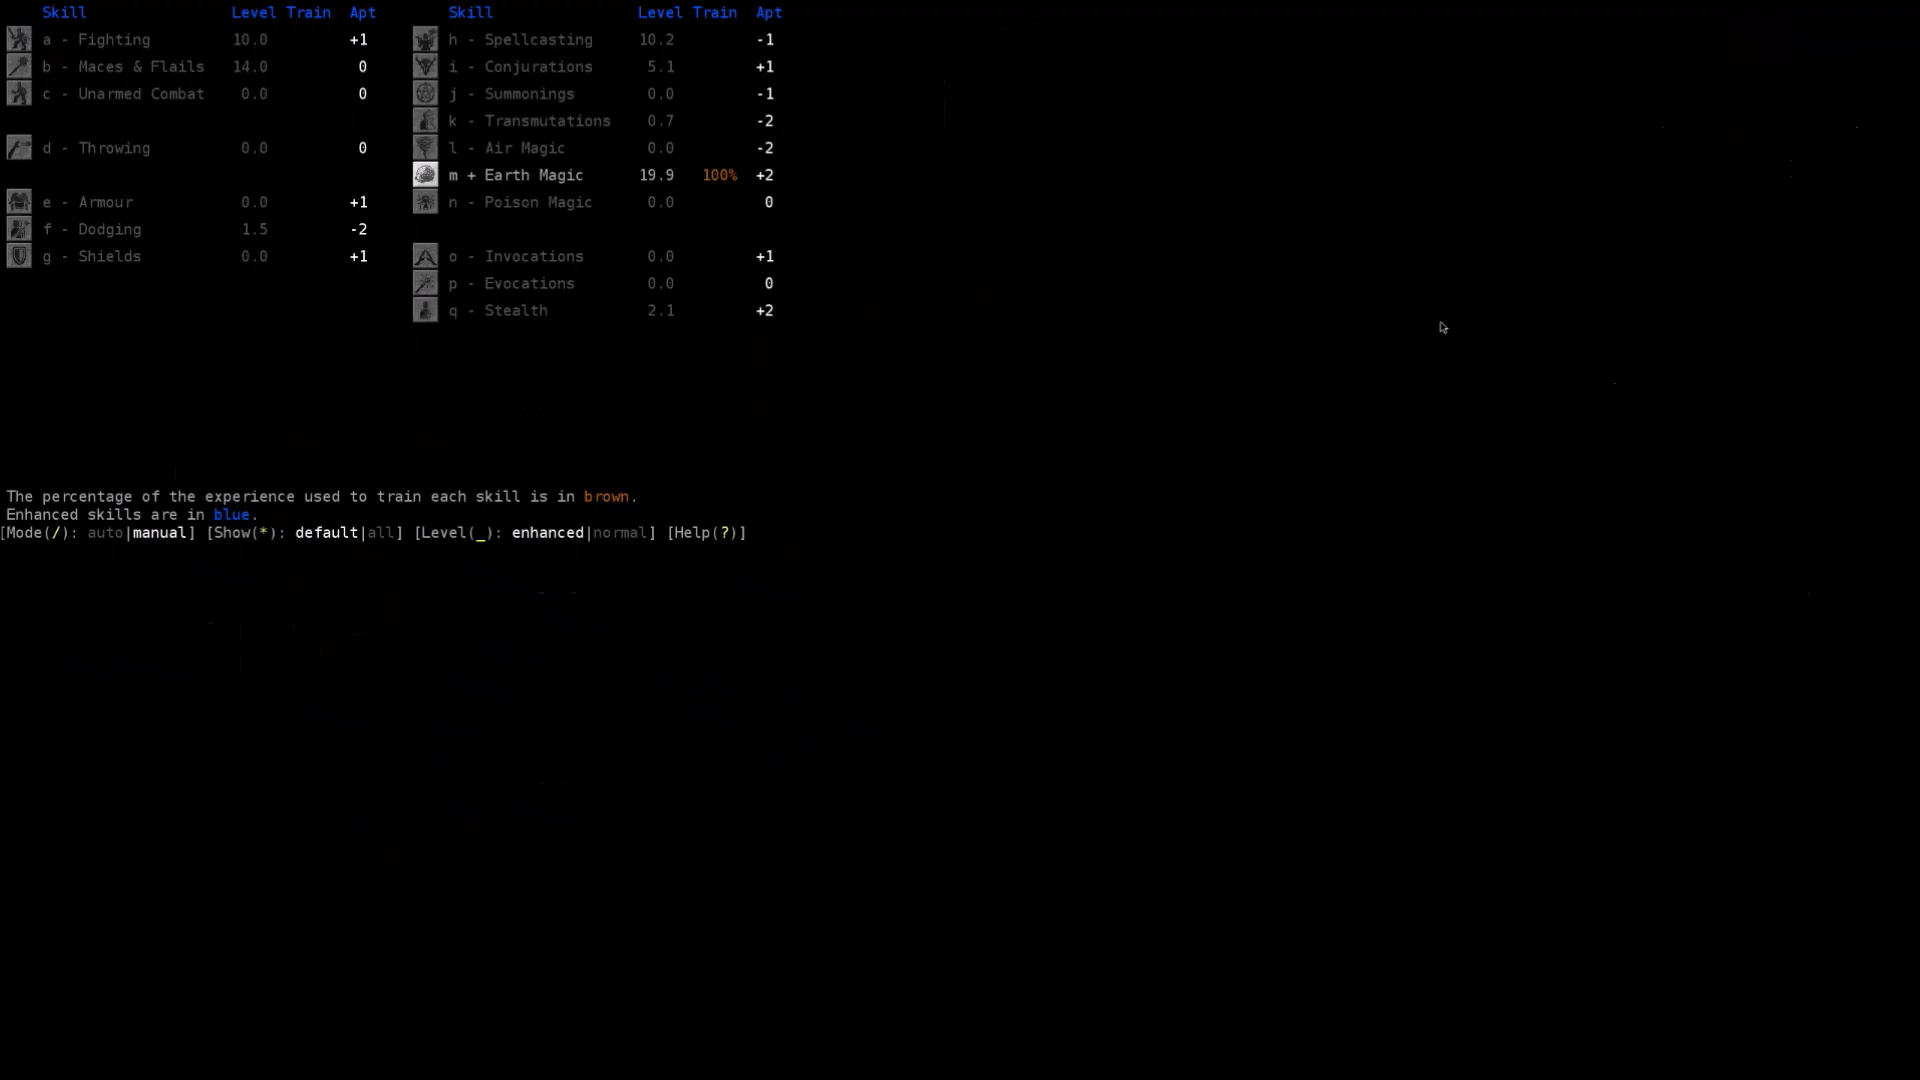 Skill Level Train Apt Skill Level Train Apt
a - Fighting 10.0 +1 h - Spellcasting 10.2 -1
b - Maces & Flails 14.0 0 i - Conjurations 5.1 +1
c - Unarmed Combat 0.0 0 j - Summonings 0.0 -1
k - Transmutations 0.7 -2
d - Throwing 0.0 0 l - Air Magic 0.0 -2
m + Earth Magic 19.9 100% +2
e - Armour 0.0 +1 n - Poison Magic 0.0 0
f - Dodging 1.5 -2
g - Shields 0.0 +1 o - Invocations 0.0 +1
p - Evocations 0.0 0
q - Stealth 2.1 +2
The percentage of the experience used to train each skill is in brown.
Enhanced skills are in blue.
[Mode(/): auto|manual] [Show(*): default|all] [Level(_): enhanced|normal] [Help(?)]